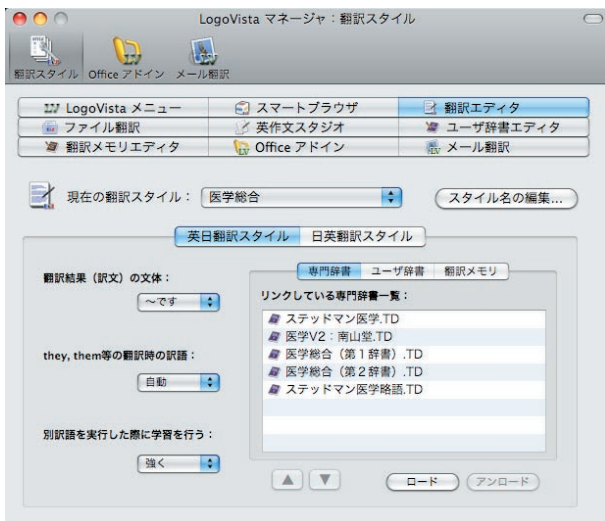 LogoVista マネージャ：翻訳スタイル
翻訳スタイル Office アドイン メール翻訳
LogoVista メニュー スマートブラウザ 翻訳エディタ
ファイル翻訳 英作文スタジオ ユーザ辞書エディタ
翻訳メモリエディタ Office アドイン メール翻訳
現在の翻訳スタイル： 医学総合 スタイル名の編集...
英日翻訳スタイル 日英翻訳スタイル
専門辞書 ユーザ辞書 翻訳メモリ
翻訳結果（訳文）の文体：
～です
they, them等の翻訳時の訳語：
自動
別訳語を実行した際に学習を行う：
強く
リンクしている専門辞書一覧：
ステッドマン医学.TD
医学V2：南山堂.TD
医学総合（第１辞書）.TD
医学総合（第２辞書）.TD
ステッドマン医学略語.TD
ロード アンロード